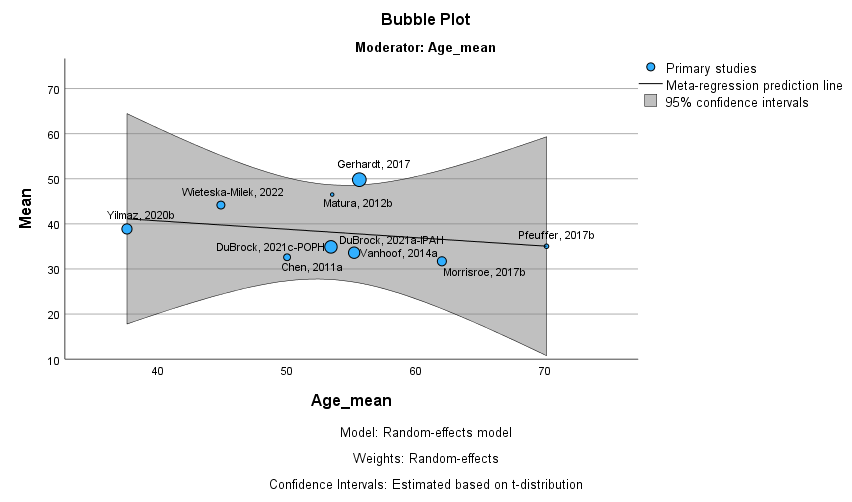 Bubble Plot
Moderator: Age_mean
Primary studies
Meta-regression prediction line
95% confidence intervals
70
60
50
40
30
20
10
Mean
Gerhardt, 2017
Wieteska-Milek, 2022
Matura, 2012b
Yilmaz, 2020b
Pfeuffer, 2017b
DuBrock, 2021a-IPAH
DuBrock, 2021c-POPH
Vanhoof, 2014a
Chen, 2011a
Morrisroe, 2017b
40
50
60
70
Age_mean
Model: Random-effects model
Weights: Random-effects
Confidence Intervals: Estimated based on t-distribution